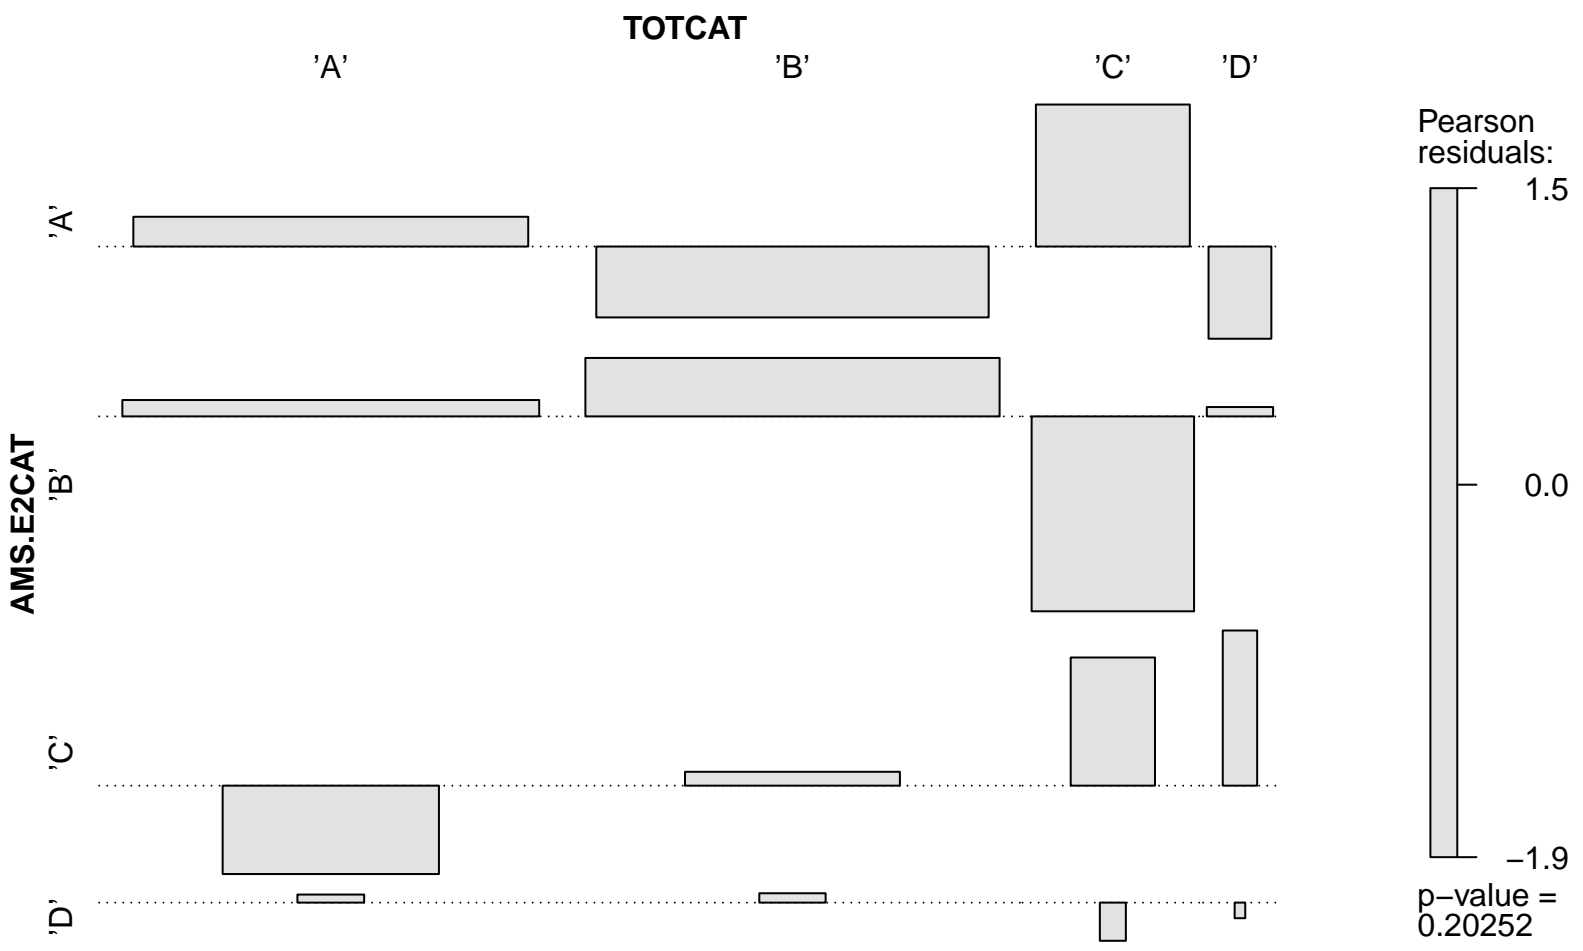 TOTCAT
’A’ ’B’ ’C’ ’D’
AMS.E2CAT
’A’
’B’
’C’
’D’
Pearson
residuals:
1.5
0.0
−1.9
p−value =
0.20252